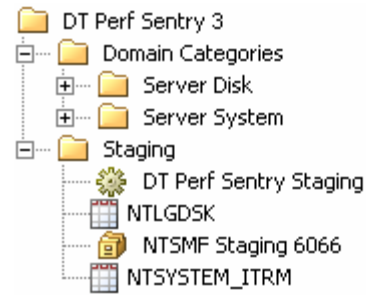 DT Perf Sentry 3
Domain Categories
Server Disk
Server System
Staging
DT Perf Sentry Staging
NTLGDSK
NTSMF Staging 6066
NTSYSTEM_ITRM